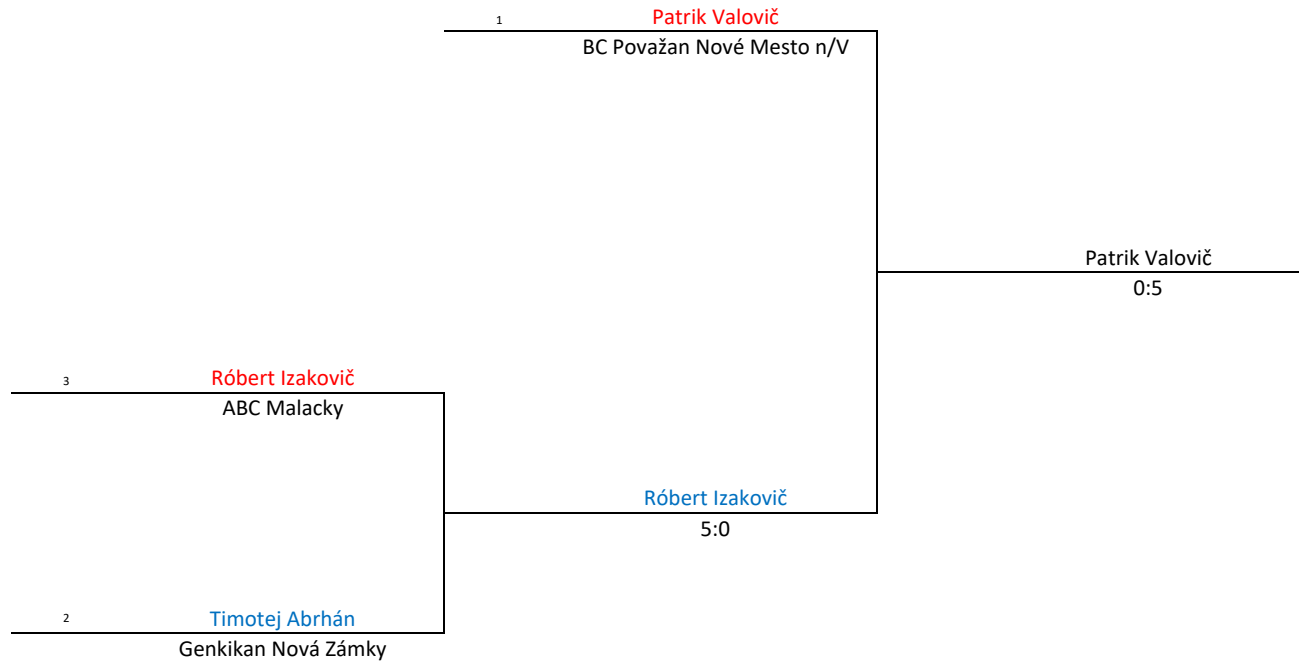 1 Patrik Valovič
BC Považan Nové Mesto n/V
Patrik Valovič
0:5
3 Róbert Izakovič
ABC Malacky
Róbert Izakovič
5:0
2 Timotej Abrhán
Genkikan Nová Zámky